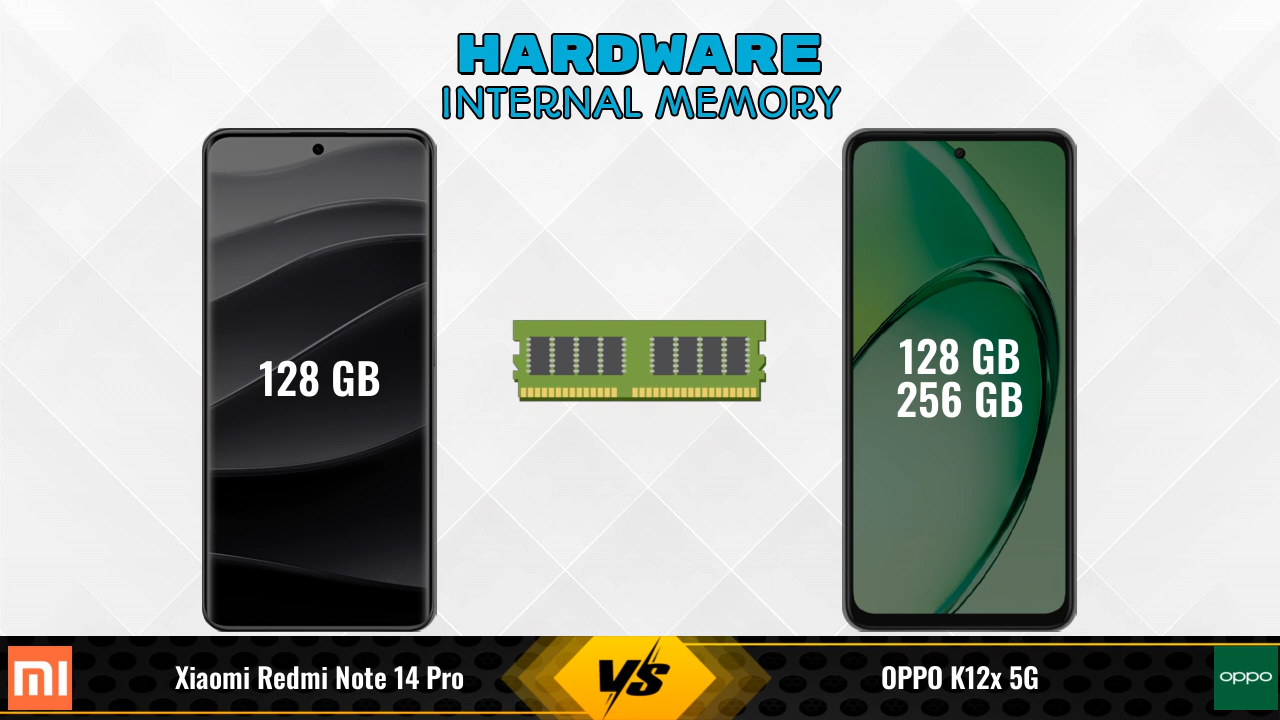 HARDWARE
INTERNAL MEMORY
128 GB
128 GB
256 GB
Xiaomi Redmi Note 14 Pro
VS
OPPO K12x 5G
oppo